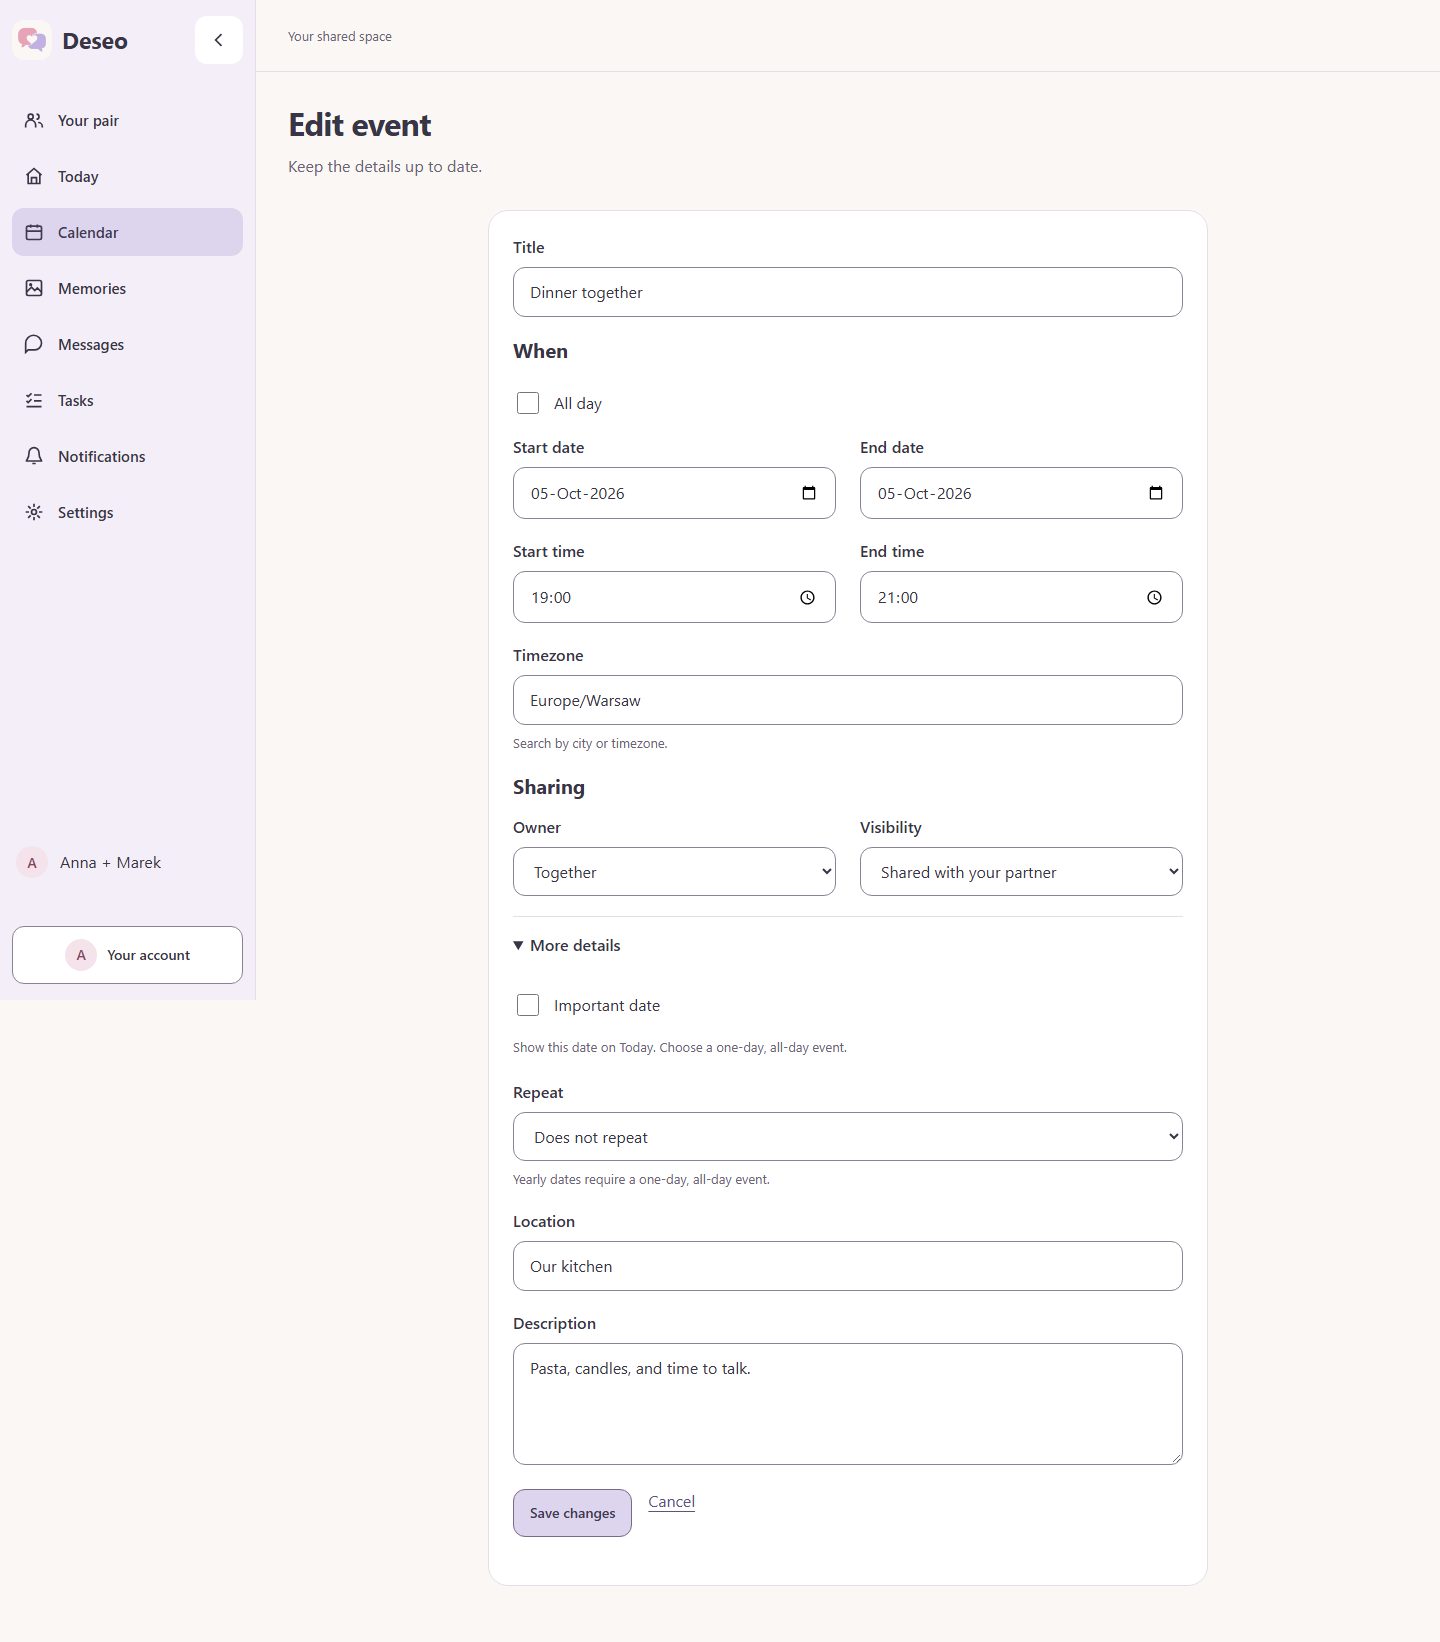 Deseo
Your pair
Today
Calendar
Memories
Messages
Tasks
Notifications
Settings
A Anna + Marek
A Your account
Your shared space
Edit event
Keep the details up to date.
Title
Dinner together
When
All day
Start date End date
05-Oct-2026 05-Oct-2026
Start time End time
19:00 21:00
Timezone
Europe/Warsaw
Search by city or timezone.
Sharing
Owner Visibility
Together Shared with your partner
More details
Important date
Show this date on Today. Choose a one-day, all-day event.
Repeat
Does not repeat
Yearly dates require a one-day, all-day event.
Location
Our kitchen
Description
Pasta, candles, and time to talk.
Save changes Cancel